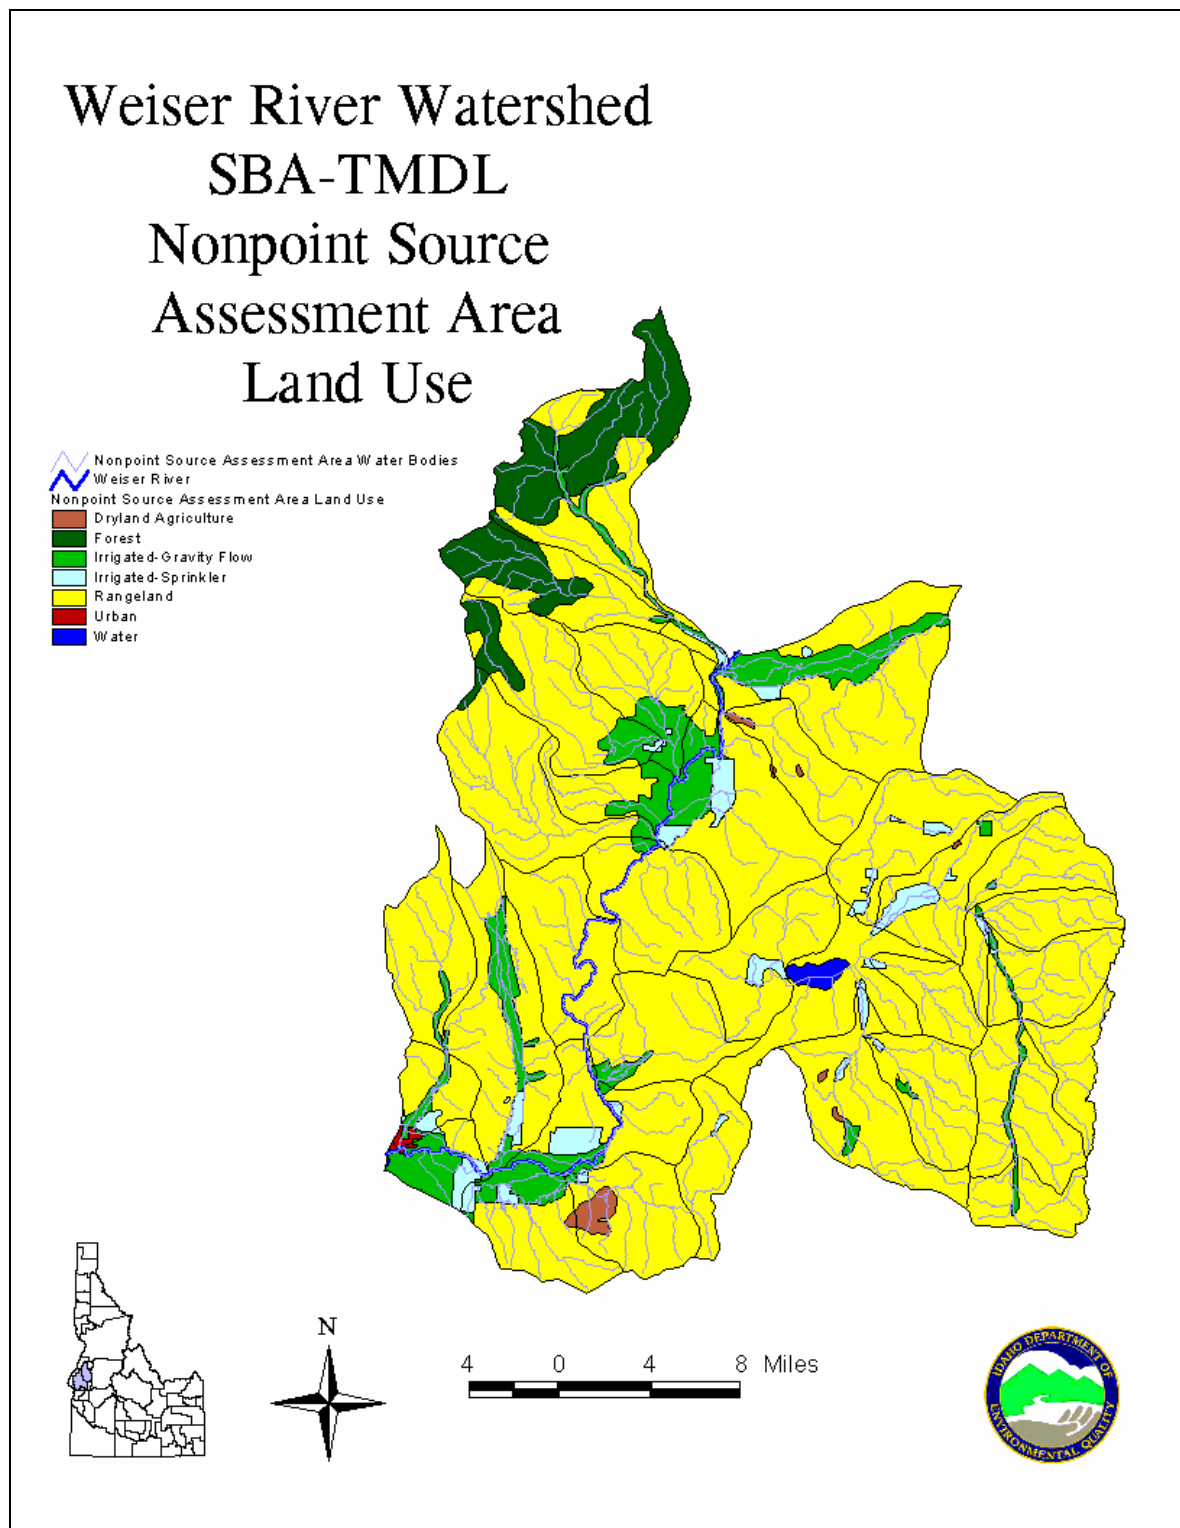 Weiser River Watershed
SBA-TMDL
Nonpoint Source
Assessment Area
Land Use
Nonpoint Source Assessment Area Water Bodies
Weiser River
Nonpoint Source Assessment Area Land Use
Dryland Agriculture
Forest
Irrigated-Gravity Flow
Irrigated-Sprinkler
Rangeland
Urban
Water
N
4 0 4 8 Miles
IDAHO DEPARTMENT OF
ENVIRONMENTAL QUALITY